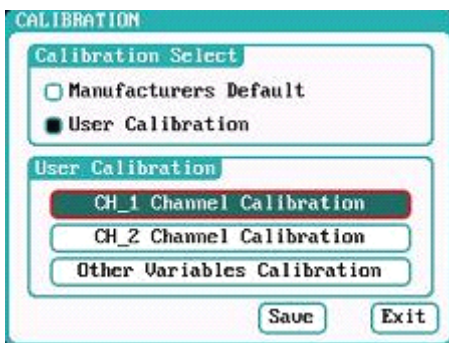 CALIBRATION
Calibration Select
Manufacturers Default
User Calibration
User Calibration
CH_1 Channel Calibration
CH_2 Channel Calibration
Other Variables Calibration
Save Exit